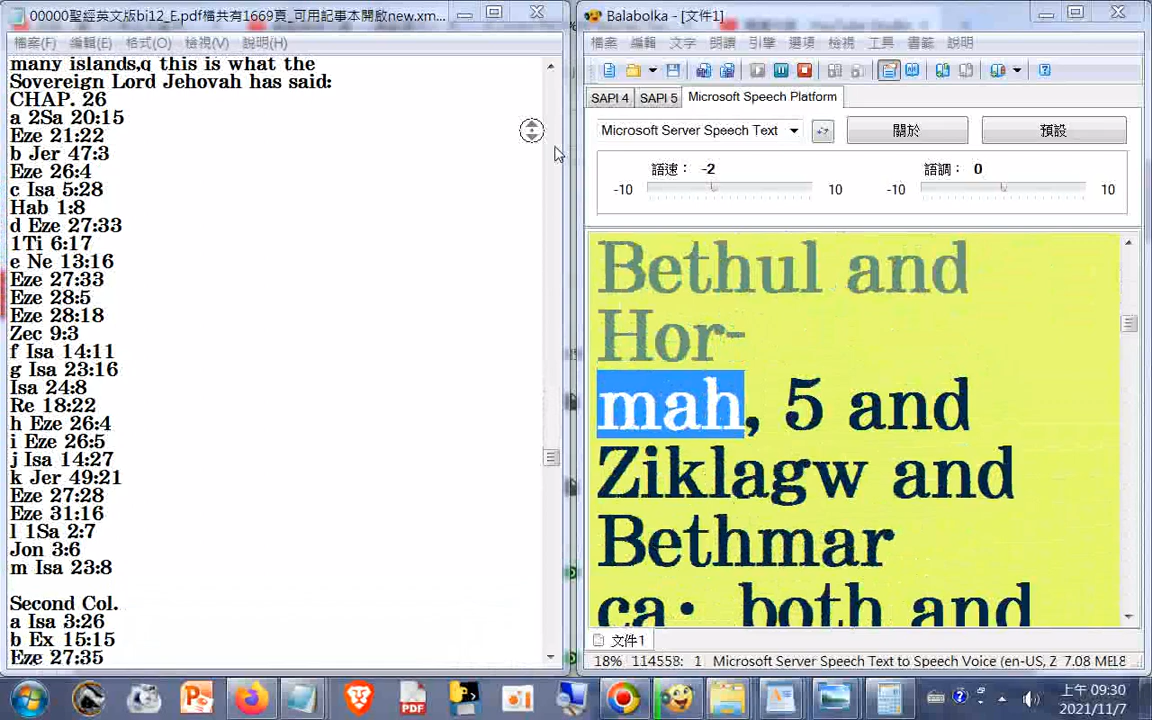 00000聖經英文版bi12_E.pdf檔共有1669頁_可用記事本開啟new.xm...
檔案(F) 編輯(E) 格式(O) 檢視(V) 說明(H)
many islands,q this is what the
Sovereign Lord Jehovah has said:
CHAP. 26
a 2Sa 20:15
Eze 21:22
b Jer 47:3
Eze 26:4
c Isa 5:28
Hab 1:8
d Eze 27:33
1Ti 6:17
e Ne 13:16
Eze 27:33
Eze 28:5
Eze 28:18
Zec 9:3
f Isa 14:11
g Isa 23:16
Isa 24:8
Re 18:22
h Eze 26:4
i Eze 26:5
j Isa 14:27
k Jer 49:21
Eze 27:28
Eze 31:16
l 1Sa 2:7
Jon 3:6
m Isa 23:8
Second Col.
a Isa 3:26
b Ex 15:15
Eze 27:35
Balabolka - [文件1]
檔案 編輯 文字 朗讀 引擎 選項 檢視 工具 書籤 說明
SAPI 4 SAPI 5 Microsoft Speech Platform
Microsoft Server Speech Text 關於 預設
語速: -2 語調: 0
-10 10 -10 10
Bethul and
Hor-
mah, 5 and
Ziklagw and
Bethmar
ca· both and
文件1
18% 114558: 1 Microsoft Server Speech Text to Speech Voice (en-US, Z 7.08 MEL8
PDF
上午 09:30
2021/11/7